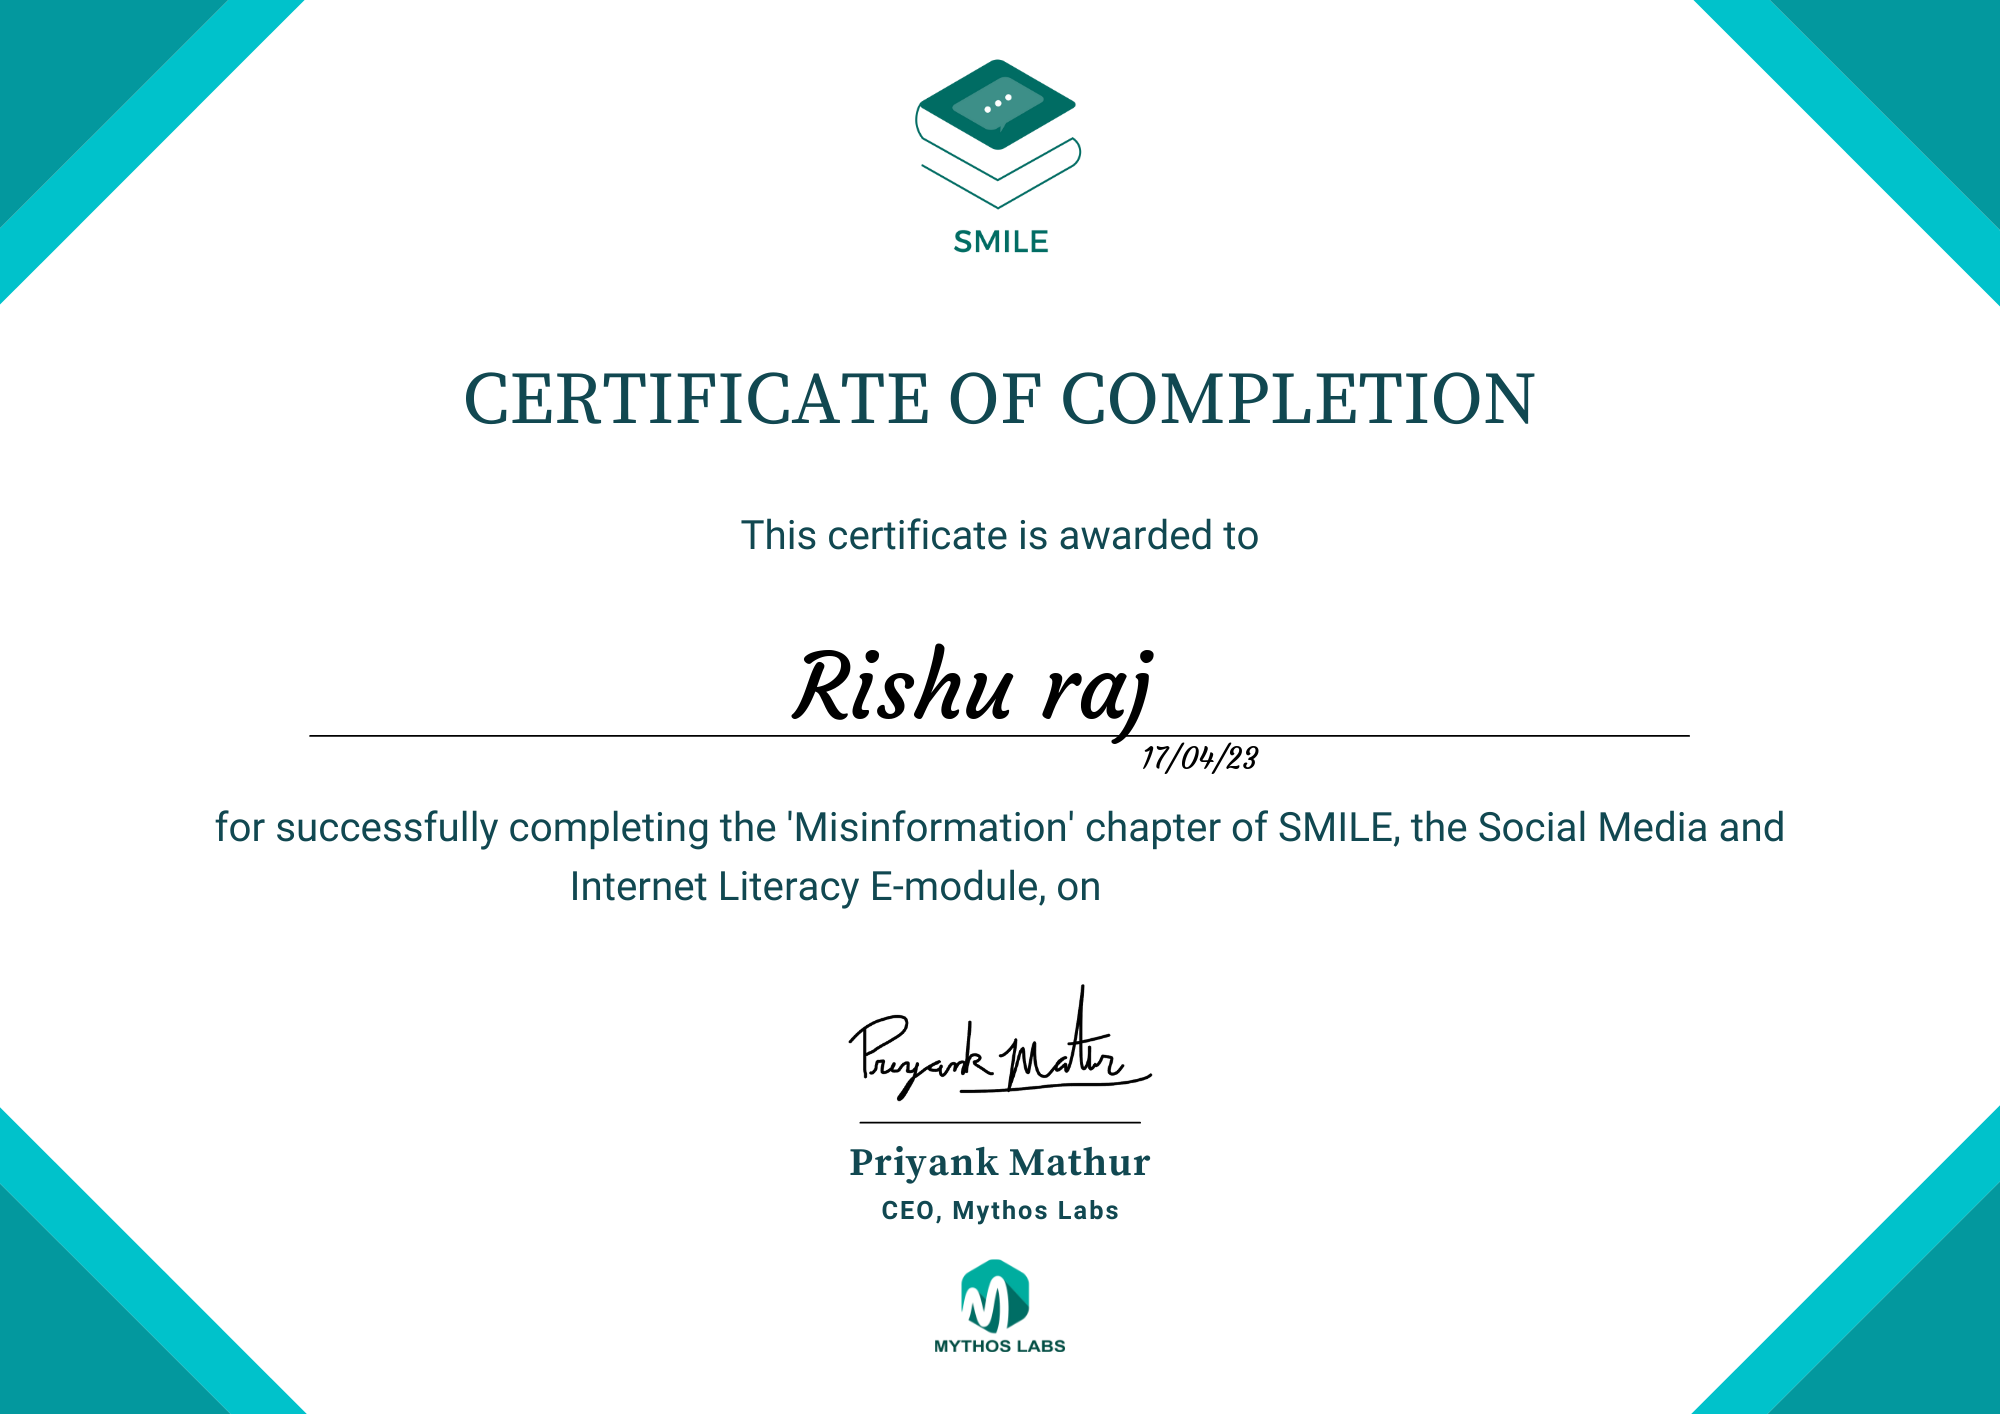 SMILE
CERTIFICATE OF COMPLETION
This certificate is awarded to
Rishu raj
17/04/23
for successfully completing the 'Misinformation' chapter of SMILE, the Social Media and
Internet Literacy E-module, on
Priyank Mathur
Priyank Mathur
CEO, Mythos Labs
MYTHOS LABS